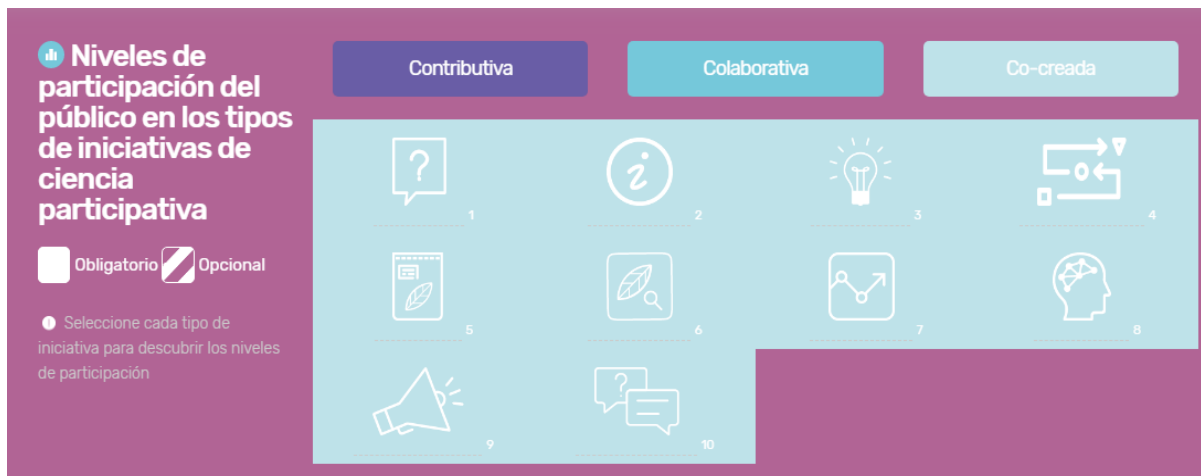 Niveles de
participación del
público en los tipos
de iniciativas de
ciencia
participativa
Obligatorio Opcional
Seleccione cada tipo de
iniciativa para descubrir los niveles
de participación
Contributiva Colaborativa Co-creada
? i
1 2 3 4
5 6 7 8
?
9 10